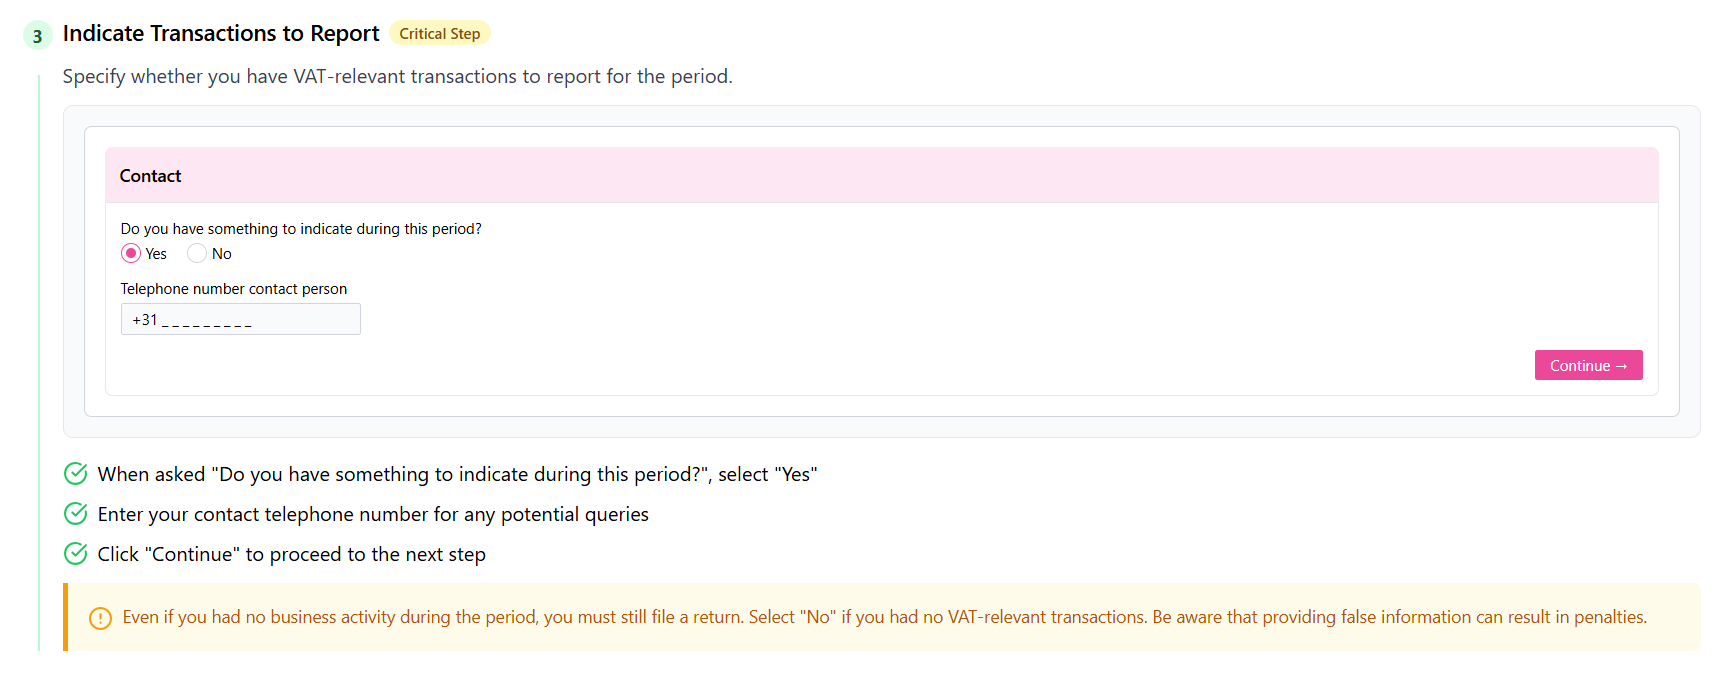 3
Indicate Transactions to Report Critical Step
Specify whether you have VAT-relevant transactions to report for the period.
Contact
Do you have something to indicate during this period?
Yes No
Telephone number contact person
+31 _ _ _ _ _ _ _ _ _
Continue →
When asked "Do you have something to indicate during this period?", select "Yes"
Enter your contact telephone number for any potential queries
Click "Continue" to proceed to the next step
Even if you had no business activity during the period, you must still file a return. Select "No" if you had no VAT-relevant transactions. Be aware that providing false information can result in penalties.